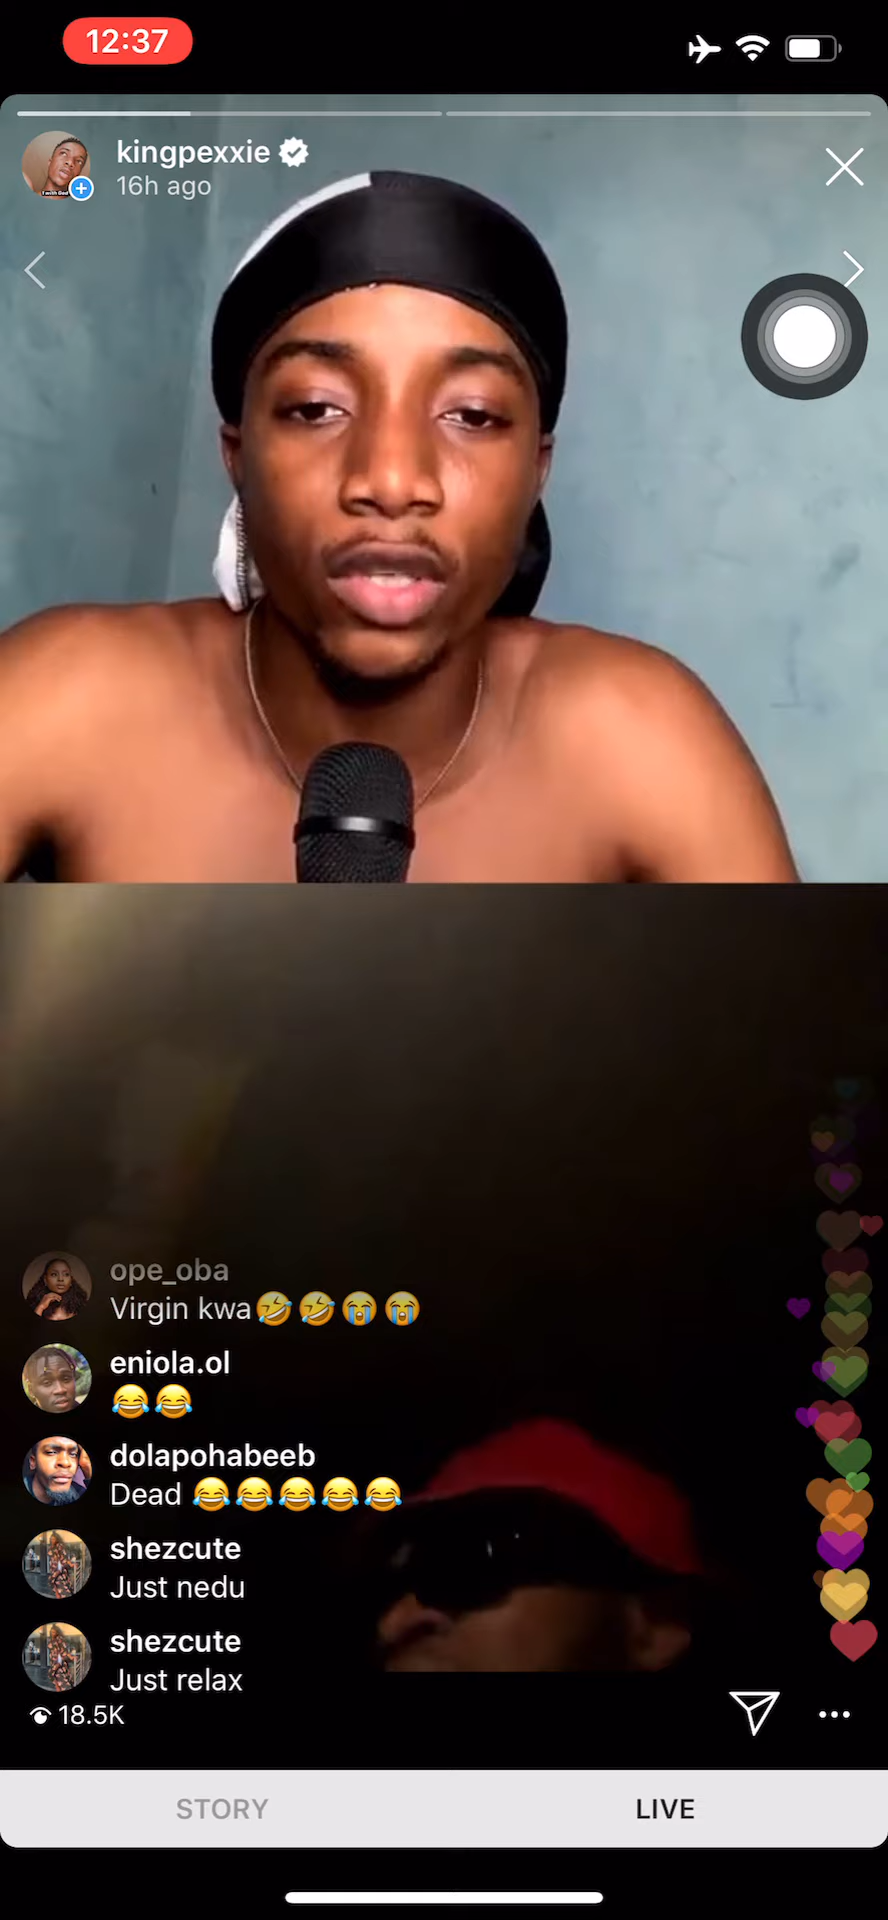 12:37
kingpexxie
16h ago
ope_oba
Virgin kwa🤣🤣😭😭
eniola.ol
😂😂
dolapohabeeb
Dead 😂😂😂😂😂
shezcute
Just nedu
shezcute
Just relax
18.5K
STORY
LIVE